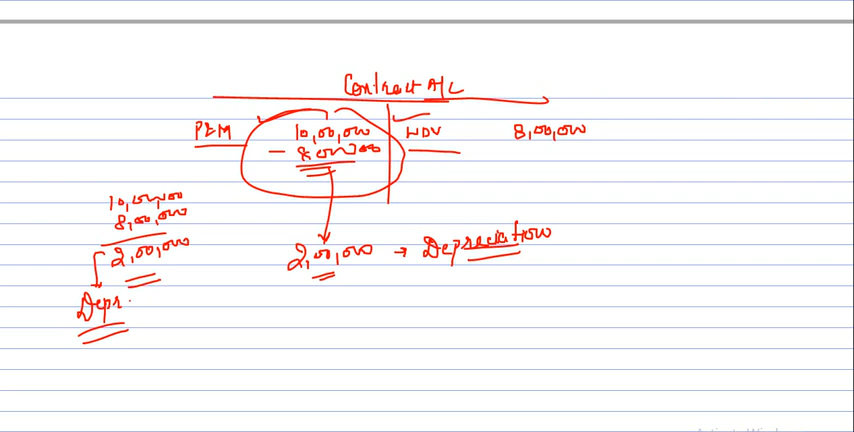 Contract A/C
P&M 10,00,000 WDV 8,00,000
- 8,00,000
10,00,000
8,00,000
2,00,000
2,00,000 → Depreciation
Depr.